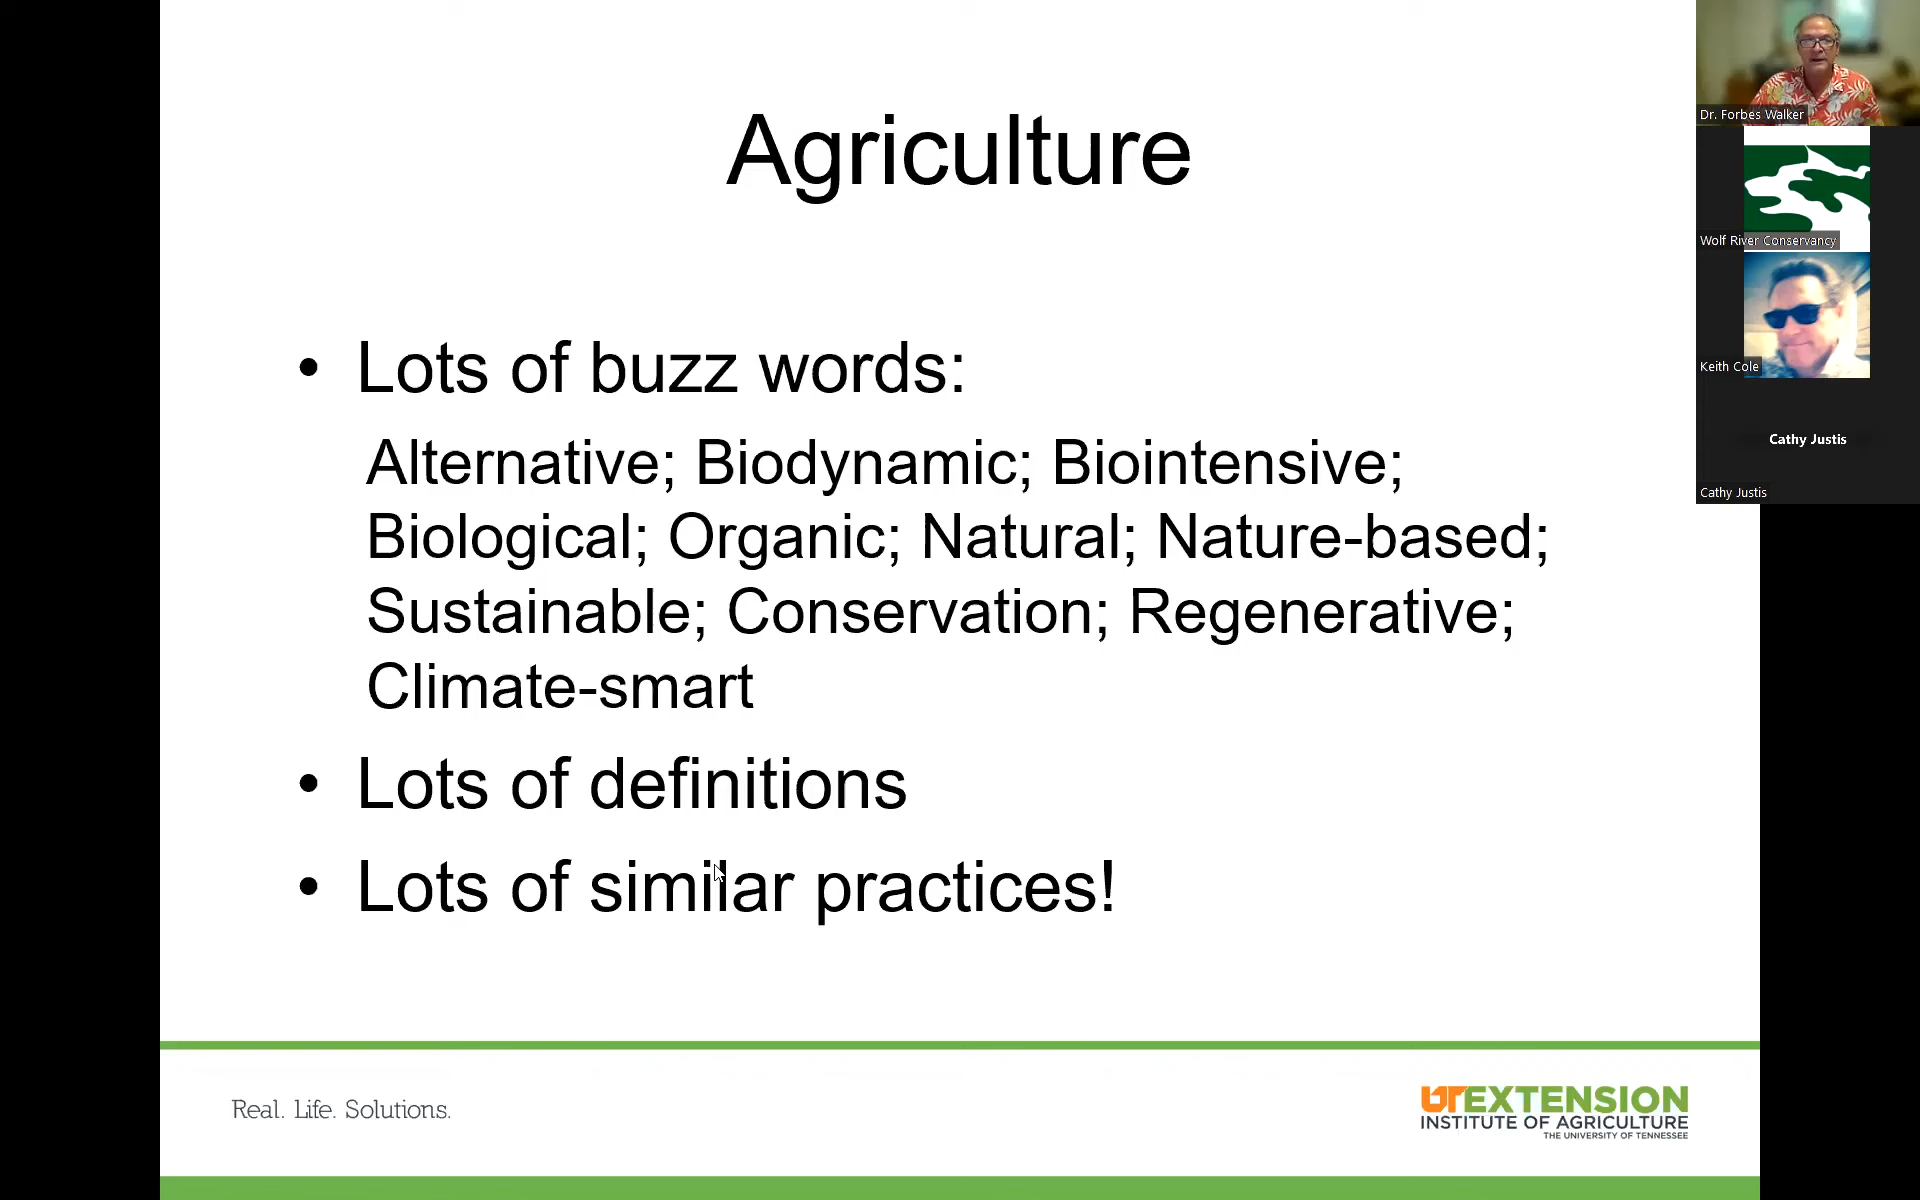 Agriculture
• Lots of buzz words:
Alternative; Biodynamic; Biointensive;
Biological; Organic; Natural; Nature-based;
Sustainable; Conservation; Regenerative;
Climate-smart
• Lots of definitions
• Lots of similar practices!
Real. Life. Solutions.
UTEXTENSION
INSTITUTE OF AGRICULTURE
THE UNIVERSITY OF TENNESSEE
Dr. Forbes Walker
Wolf River Conservancy
Keith Cole
Cathy Justis
Cathy Justis